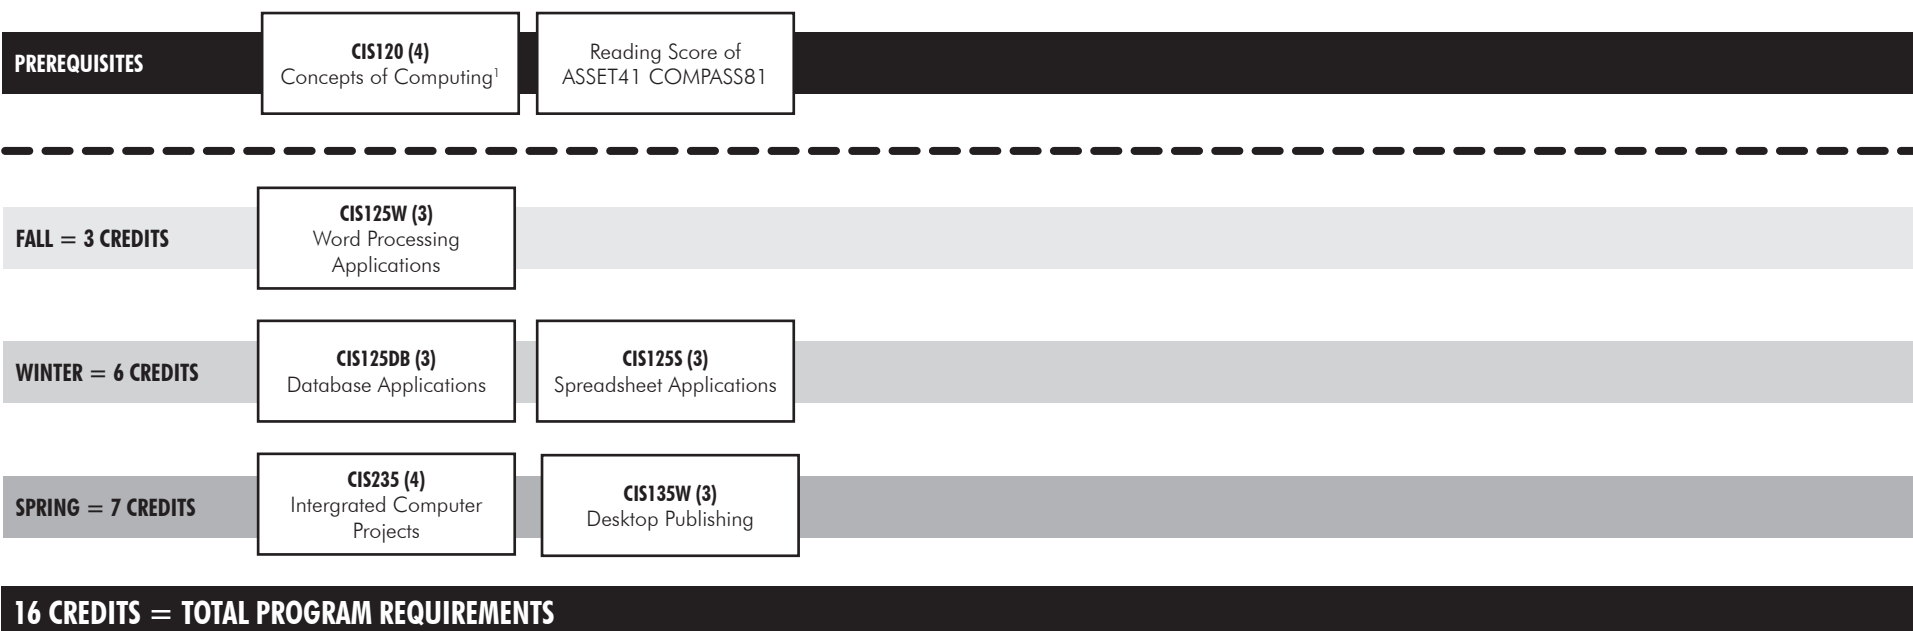 PREREQUISITES
CIS120 (4)
Concepts of Computing¹
Reading Score of
ASSET41 COMPASS81
FALL = 3 CREDITS
CIS125W (3)
Word Processing
Applications
WINTER = 6 CREDITS
CIS125DB (3)
Database Applications
CIS125S (3)
Spreadsheet Applications
SPRING = 7 CREDITS
CIS235 (4)
Intergrated Computer
Projects
CIS135W (3)
Desktop Publishing
16 CREDITS = TOTAL PROGRAM REQUIREMENTS